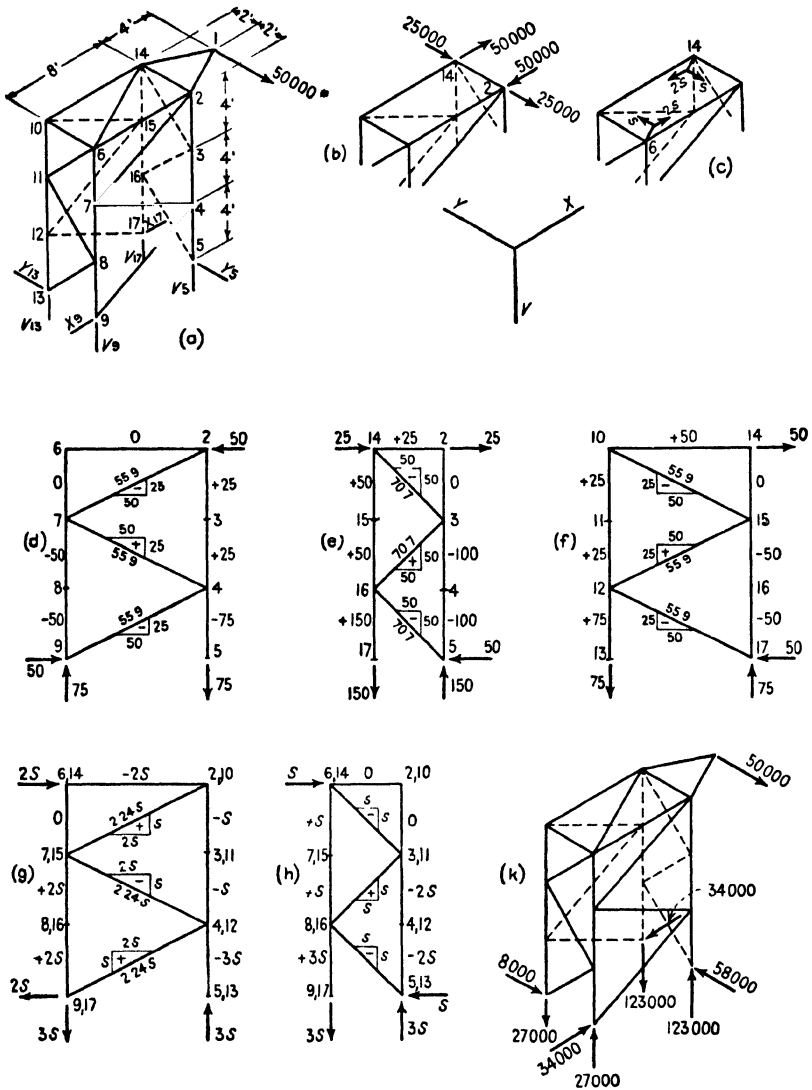 8' 4' 2' 2'
14 1
50000#
4'
2
10
15
6
3
4'
11
16
7
4
4'
12
17 X17
5
8
V17
Y13
Y5
13
X9
V5
V13
9
V9
(a)
25000
50000
14
50000
2
25000
(b)
14
2S S
S 2S
6
(c)
Y X
V
6 0 2 50
0 55 9 25 +25
50
7 3
(d) -50 50 25 +25
55 9
8 4
-50 55 9 25 -75
50
9 5
50
75 75
25 14 +25 2 25
+50 50 50 0
70 7
15 3
(e) +50 70 7 50 -100
50
16 4
+150 50 50 -100
70 7
17 5 50
150 150
10 +50 14 50
+25 55 9 0
25 50
11 15
(f) +25 50 -50
25 55 9
12 16
+75 55 9 -50
25 50
13 17 50
75 75
2S 6,14 -2S 2,10
0 2 24 S S -S
2S
7,15 3,11
(g) +2S 2S S -S
2 24 S
8,16 4,12
+2S 2S -3S
S 2 24 S
2S 9,17 5,13
3S 3S
S 6,14 0 2,10
+S S S 0
7,15 3,11
(h) +S S S -2S
8,16 4,12
+3S S S -2S
9,17 5,13 S
3S 3S
50000
(k)
34000
8000
58000
123000
27000 123000
34000
27000